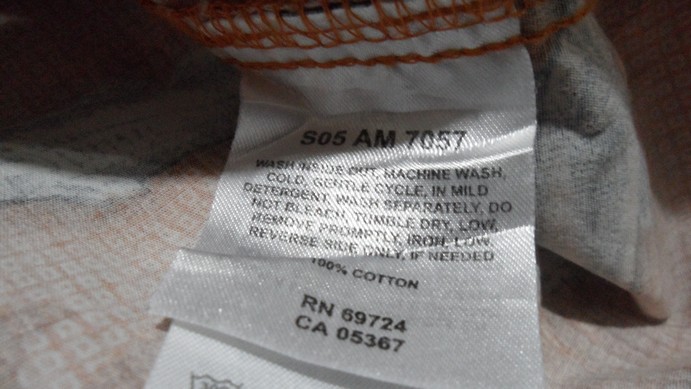 S05 AM 7057
WASH INSIDE OUT, MACHINE WASH,
COLD, GENTLE CYCLE, IN MILD
DETERGENT, WASH SEPARATELY, DO
NOT BLEACH, TUMBLE DRY, LOW,
REMOVE PROMPTLY, IRON, LOW,
REVERSE SIDE ONLY, IF NEEDED
100% COTTON
RN 69724
CA 05367